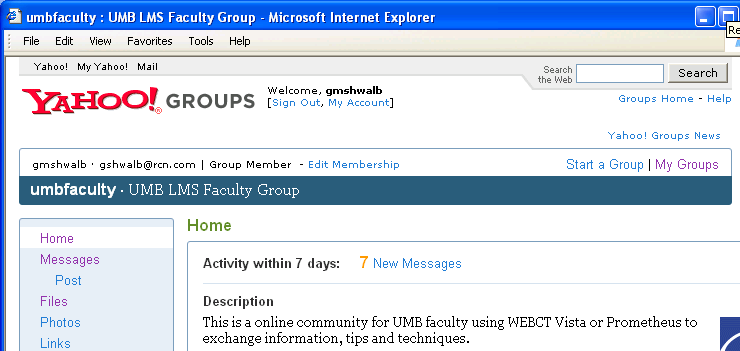 umbfaculty : UMB LMS Faculty Group - Microsoft Internet Explorer
File Edit View Favorites Tools Help
Re
Yahoo! My Yahoo! Mail
Search the Web
Search
YAHOO! GROUPS
Welcome, gmshwalb
[Sign Out, My Account]
Groups Home - Help
Yahoo! Groups News
gmshwalb · gshwalb@rcn.com | Group Member - Edit Membership
Start a Group | My Groups
umbfaculty · UMB LMS Faculty Group
Home
Messages
Post
Files
Photos
Links
Home
Activity within 7 days: 7 New Messages
Description
This is a online community for UMB faculty using WEBCT Vista or Prometheus to
exchange information, tips and techniques.